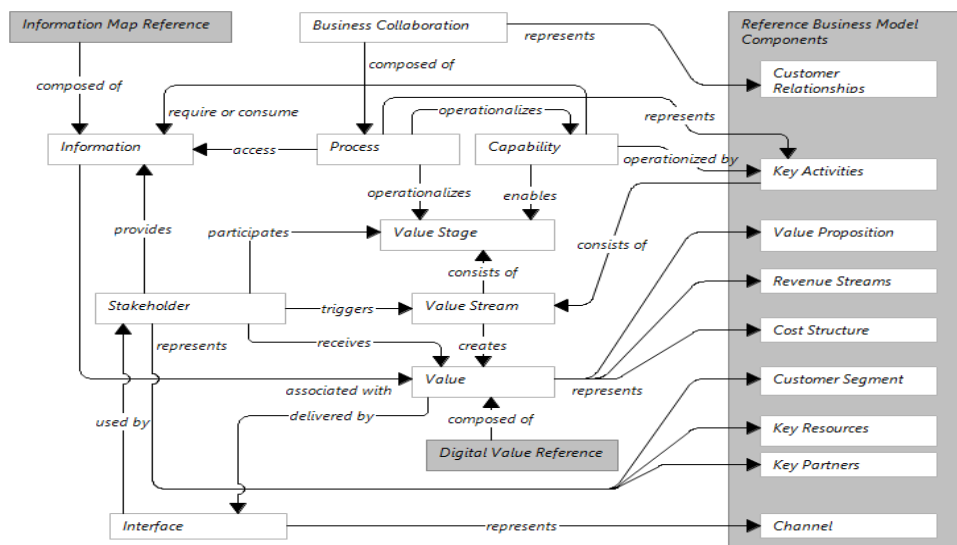 Information Map Reference
Business Collaboration
represents
Reference Business Model
Components
composed of
composed of
Customer
Relationships
require or consume
operationalizes
represents
Information
access
Process
Capability
operationized by
Key Activities
operationalizes
enables
provides
participates
Value Stage
consists of
Value Proposition
consists of
Revenue Streams
Stakeholder
triggers
Value Stream
Cost Structure
represents
receives
creates
Value
Customer Segment
associated with
represents
used by
delivered by
composed of
Key Resources
Digital Value Reference
Key Partners
Interface
represents
Channel